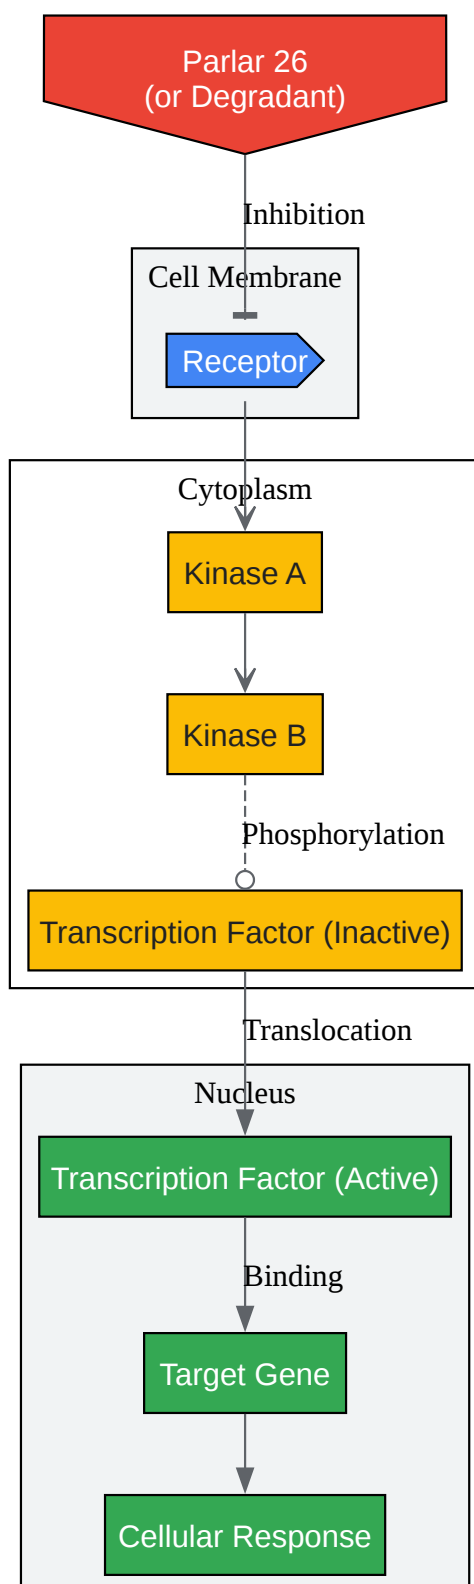 Parlar 26
(or Degradant)
Inhibition
Cell Membrane
Receptor
Cytoplasm
Kinase A
Kinase B
Phosphorylation
Transcription Factor (Inactive)
Translocation
Nucleus
Transcription Factor (Active)
Binding
Target Gene
Cellular Response